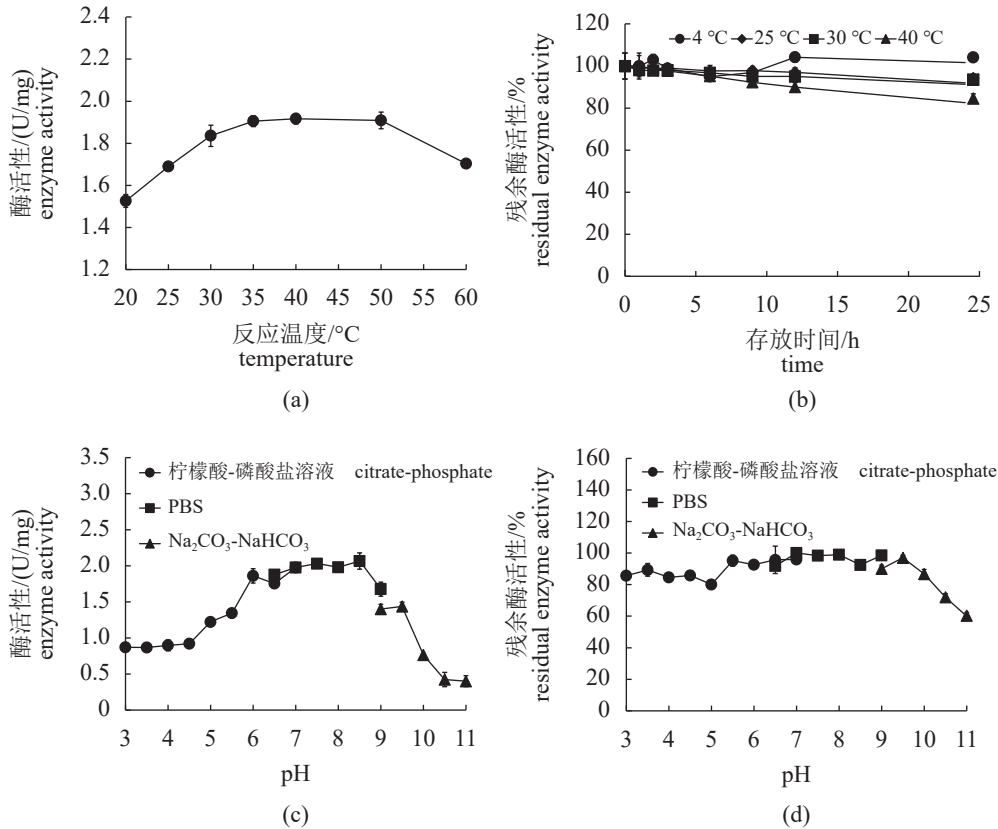 2.4
2.2
2.0
1.8
1.6
1.4
1.2
20 25 30 35 40 45 50 55 60
酶活性/(U/mg)
enzyme activity
反应温度/°C
temperature
(a)
120
100
80
60
40
20
0
4 ℃ 25 ℃ 30 ℃ 40 ℃
0 5 10 15 20 25
残余酶活性/%
residual enzyme activity
存放时间/h
time
(b)
3.5
3.0
2.5
2.0
1.5
1.0
0.5
0
柠檬酸-磷酸盐溶液 citrate-phosphate
PBS
Na₂CO₃-NaHCO₃
3 4 5 6 7 8 9 10 11
酶活性/(U/mg)
enzyme activity
pH
(c)
160
140
120
100
80
60
40
20
0
柠檬酸-磷酸盐溶液 citrate-phosphate
PBS
Na₂CO₃-NaHCO₃
3 4 5 6 7 8 9 10 11
残余酶活性/%
residual enzyme activity
pH
(d)